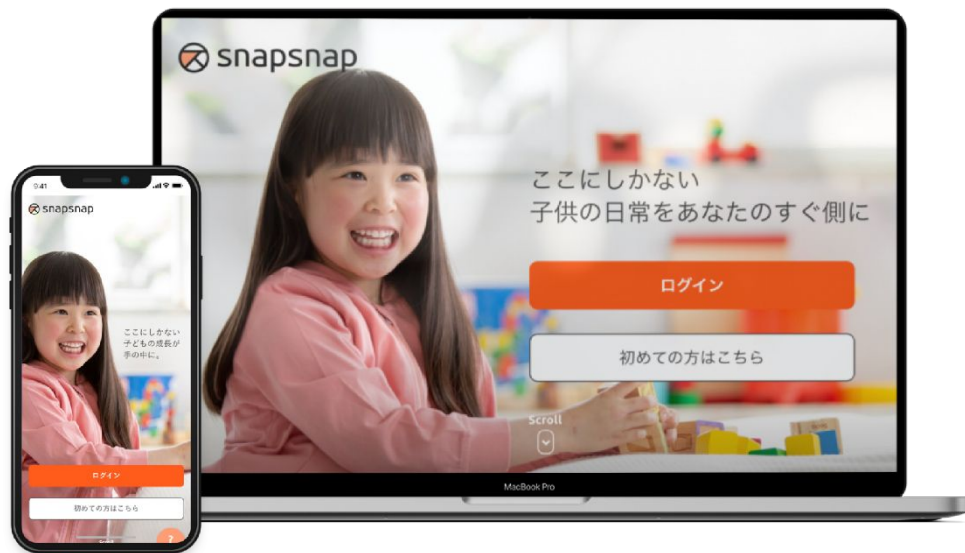 snapsnap
ここにしかない
子供の日常をあなたのすぐ側に
ログイン
初めての方はこちら
Scroll
MacBook Pro
9:41
snapsnap
ここにしかない
子どもの成長が
手の中に。
ログイン
初めての方はこちら
Scroll
?